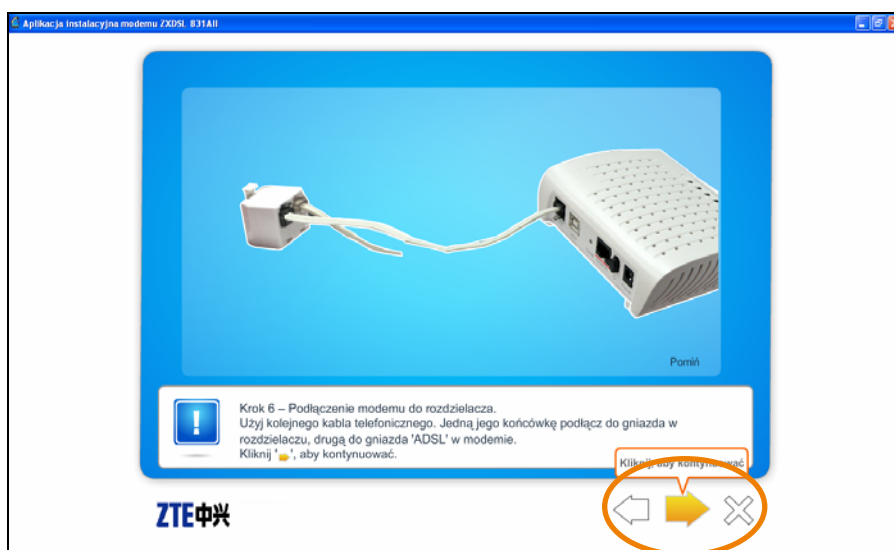 Aplikacja instalacyjna modemu ZXDSL 831AII
Pomiń
Krok 6 – Podłączenie modemu do rozdzielacza.
Użyj kolejnego kabla telefonicznego. Jedną jego końcówkę podłącz do gniazda w
rozdzielaczu, drugą do gniazda 'ADSL' w modemie.
Kliknij ' ', aby kontynuować.
Kliknij, aby kontynuować
ZTE中兴